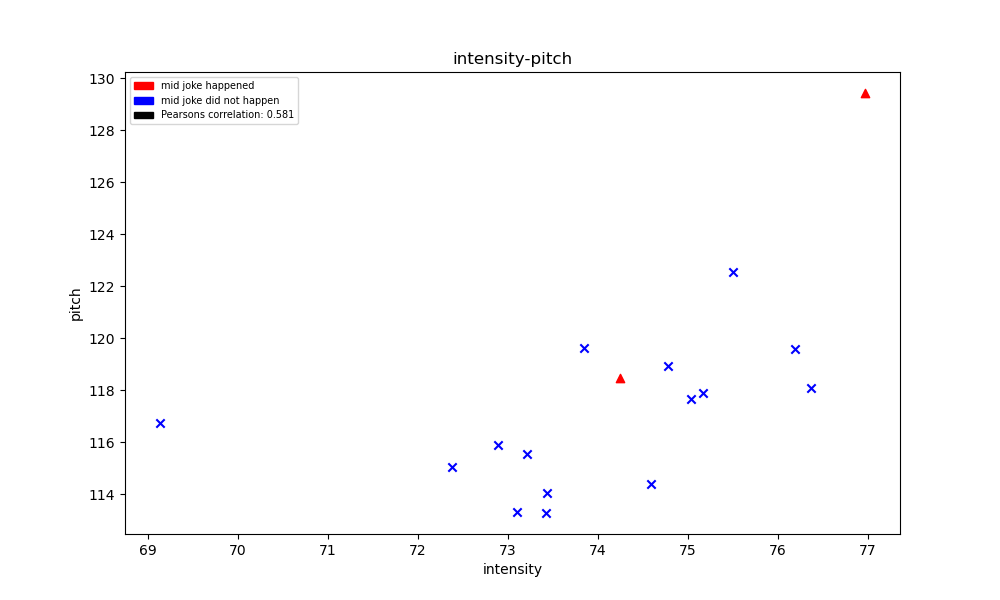 intensity-pitch
mid joke happened
mid joke did not happen
Pearsons correlation: 0.581
130
128
126
124
122
120
118
116
114
pitch
69 70 71 72 73 74 75 76 77
intensity